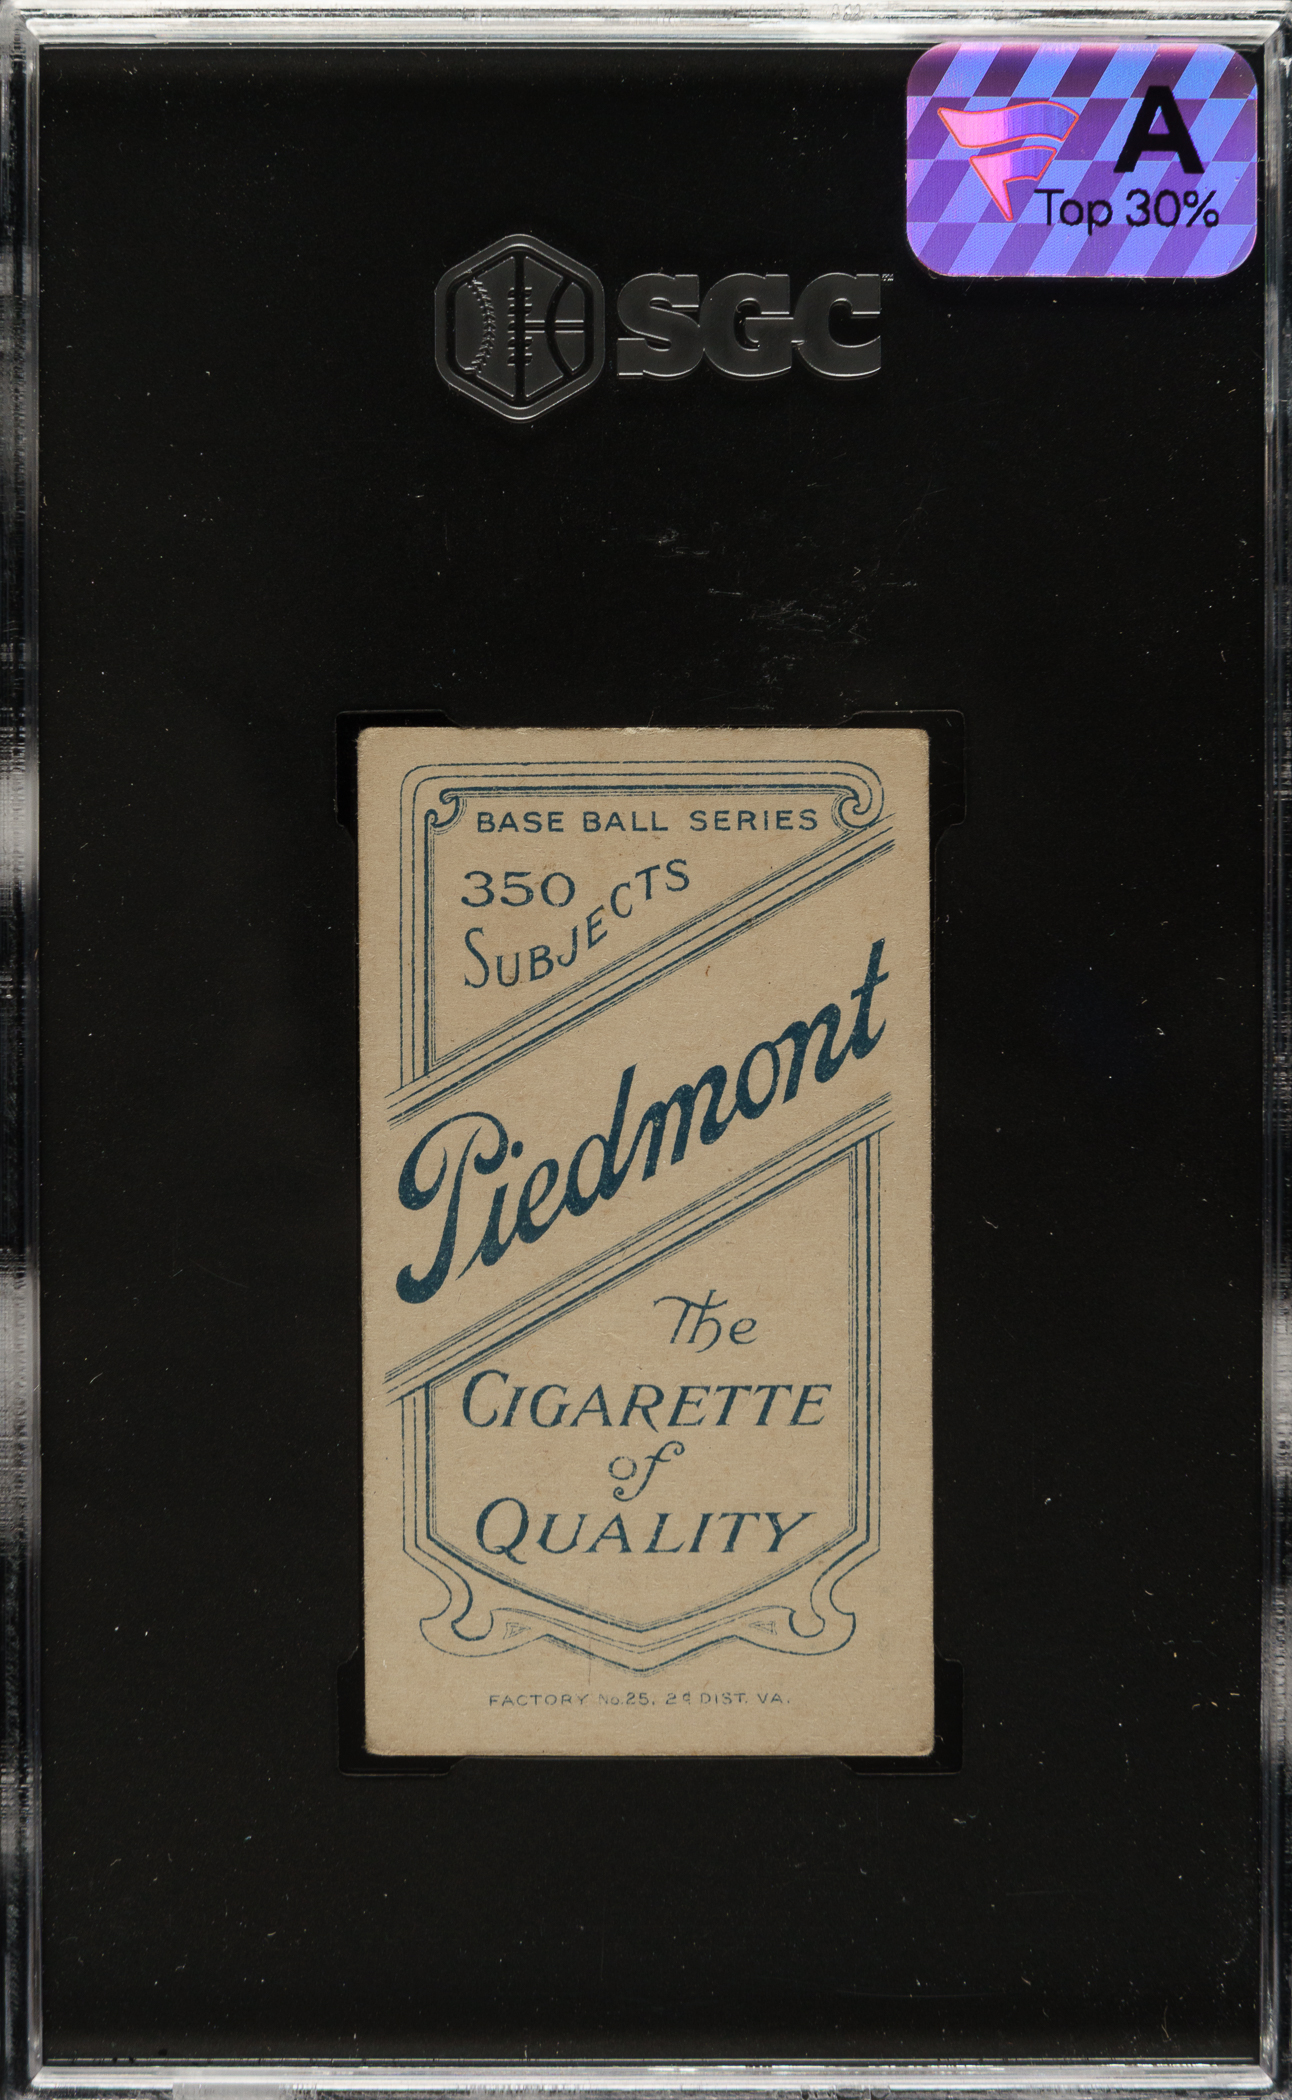 A
Top 30%
SGC
BASE BALL SERIES
350
SUBJECTS
Piedmont
The
CIGARETTE
of
QUALITY
FACTORY No.25. 2d DIST. VA.